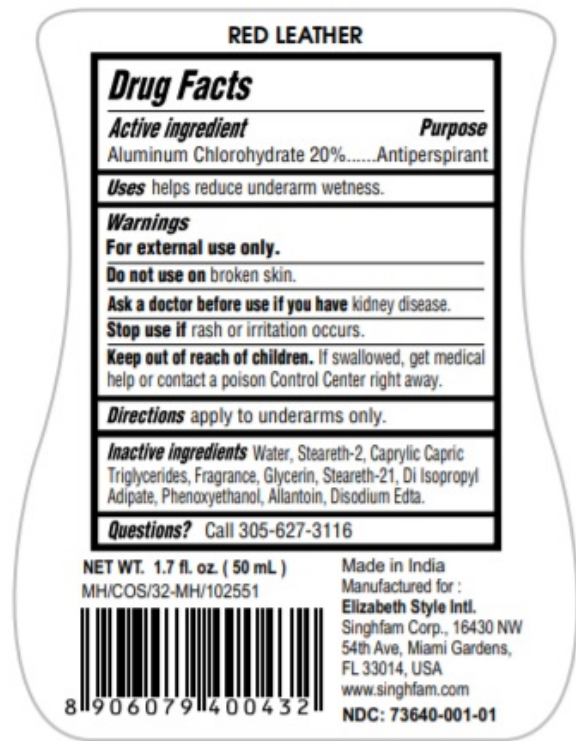 RED LEATHER
Drug Facts
Active ingredient Purpose
Aluminum Chlorohydrate 20%......Antiperspirant
Uses helps reduce underarm wetness.
Warnings
For external use only.
Do not use on broken skin.
Ask a doctor before use if you have kidney disease.
Stop use if rash or irritation occurs.
Keep out of reach of children. If swallowed, get medical
help or contact a poison Control Center right away.
Directions apply to underarms only.
Inactive ingredients Water, Steareth-2, Caprylic Capric
Triglycerides, Fragrance, Glycerin, Steareth-21, Di Isopropyl
Adipate, Phenoxyethanol, Allantoin, Disodium Edta.
Questions? Call 305-627-3116
NET WT. 1.7 fl. oz. ( 50 mL )
MH/COS/32-MH/102551
8 906079 400432
Made in India
Manufactured for :
Elizabeth Style Intl.
Singhfam Corp., 16430 NW
54th Ave, Miami Gardens,
FL 33014, USA
www.singhfam.com
NDC: 73640-001-01